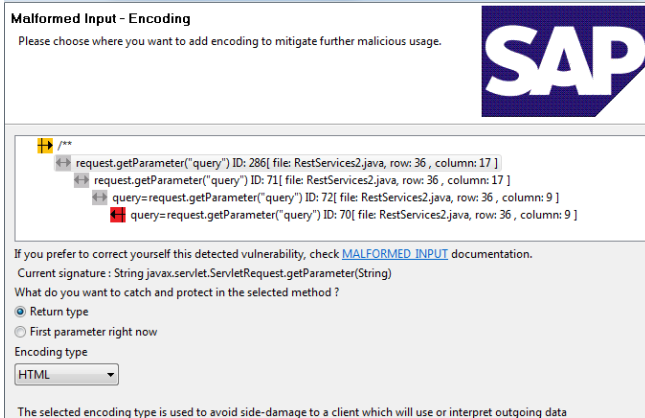 Malformed Input - Encoding
Please choose where you want to add encoding to mitigate further malicious usage.
SAP
/**
request.getParameter("query") ID: 286[ file: RestServices2.java, row: 36 , column: 17 ]
request.getParameter("query") ID: 71[ file: RestServices2.java, row: 36 , column: 17 ]
query=request.getParameter("query") ID: 72[ file: RestServices2.java, row: 36 , column: 9 ]
query=request.getParameter("query") ID: 70[ file: RestServices2.java, row: 36 , column: 9 ]
If you prefer to correct yourself this detected vulnerability, check MALFORMED INPUT documentation.
Current signature : String javax.servlet.ServletRequest.getParameter(String)
What do you want to catch and protect in the selected method ?
Return type
First parameter right now
Encoding type
HTML
The selected encoding type is used to avoid side-damage to a client which will use or interpret outgoing data